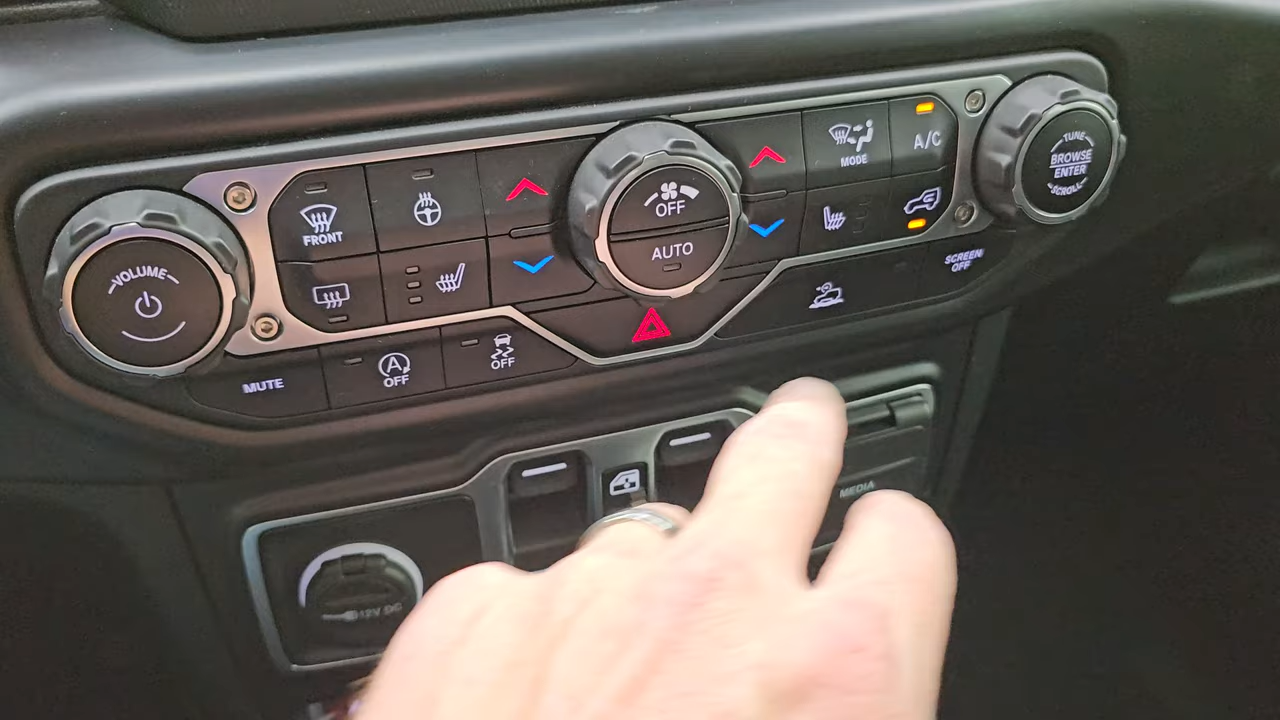 VOLUME
FRONT
MUTE
A
OFF
OFF
OFF
AUTO
MODE
A/C
TUNE
BROWSE
ENTER
SCROLL
SCREEN
OFF
12V DC
MEDIA